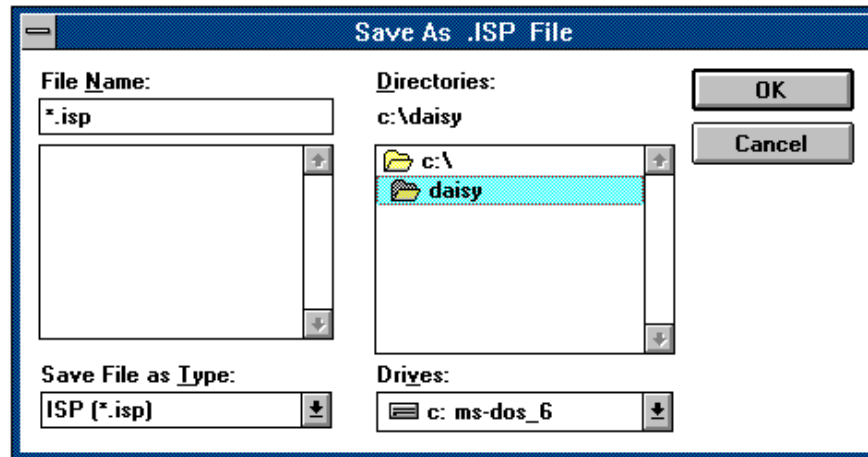 Save As .ISP File
File Name:
*.isp
Directories:
c:\daisy
c:\
daisy
OK
Cancel
Save File as Type:
ISP (*.isp)
Drives:
c: ms-dos_6